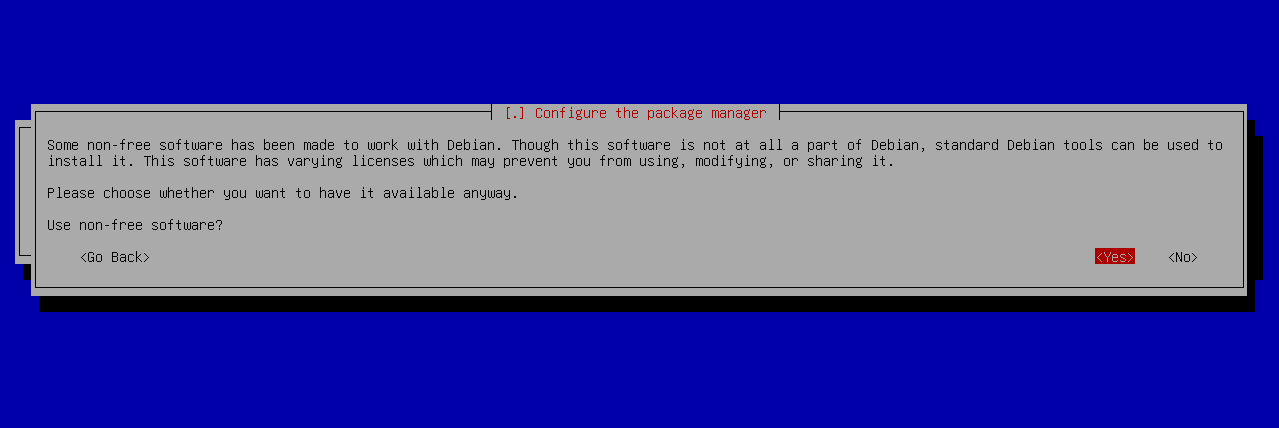 [.] Configure the package manager
Some non-free software has been made to work with Debian. Though this software is not at all a part of Debian, standard Debian tools can be used to
install it. This software has varying licenses which may prevent you from using, modifying, or sharing it.
Please choose whether you want to have it available anyway.
Use non-free software?
<Go Back> <Yes> <No>